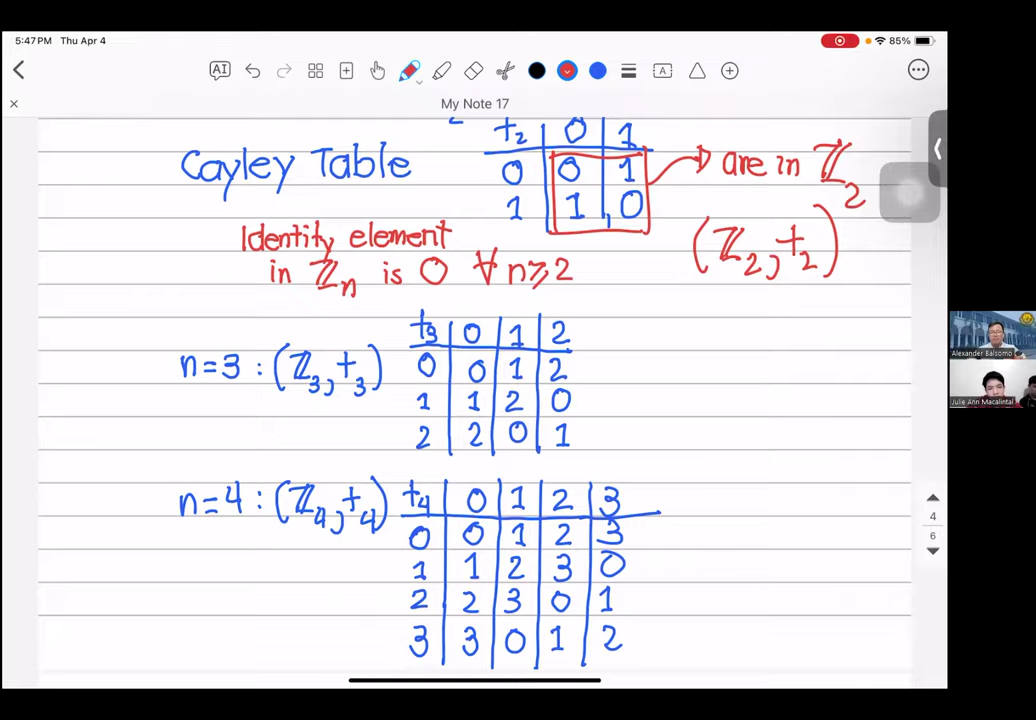 5:47 PM Thu Apr 4
85%
AI
A
My Note 17
Cayley Table
+₂ 0 1
0 0 1
1 1 0
are in ℤ₂
(ℤ₂, +₂)
Identity element
in ℤₙ is 0 ∀ n≥2
n=3 : (ℤ₃, +₃)
+₃ 0 1 2
0 0 1 2
1 1 2 0
2 2 0 1
n=4 : (ℤ₄, +₄)
+₄ 0 1 2 3
0 0 1 2 3
1 1 2 3 0
2 2 3 0 1
3 3 0 1 2
Alexander Balsomo
Julie Ann Macalintal
4
6